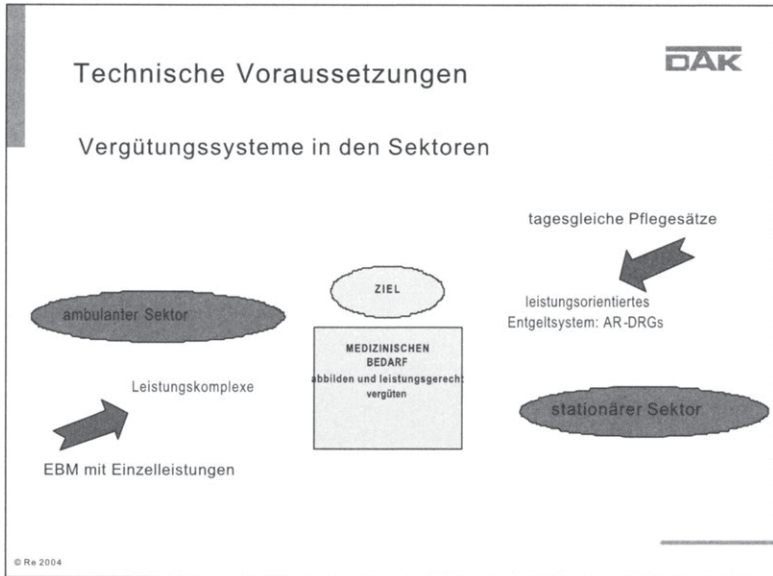 DAK
Technische Voraussetzungen
Vergütungssysteme in den Sektoren
tagesgleiche Pflegesätze
leistungsorientiertes
Entgeltsystem: AR-DRGs
ZIEL
ambulanter Sektor
MEDIZINISCHEN
BEDARF
abbilden und leistungsgerecht
vergüten
Leistungskomplexe
stationärer Sektor
EBM mit Einzelleistungen
© Re 2004